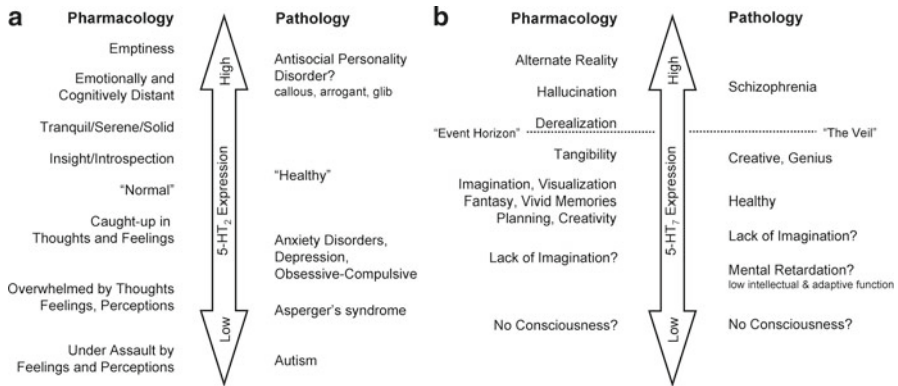 a
Pharmacology
Emptiness
Emotionally and
Cognitively Distant
Tranquil/Serene/Solid
Insight/Introspection
“Normal”
Caught-up in
Thoughts and Feelings
Overwhelmed by Thoughts
Feelings, Perceptions
Under Assault by
Feelings and Perceptions
High
5-HT₂ Expression
Low
Pathology
Antisocial Personality
Disorder?
callous, arrogant, glib
“Healthy”
Anxiety Disorders,
Depression,
Obsessive-Compulsive
Asperger's syndrome
Autism
b
Pharmacology
Alternate Reality
Hallucination
Derealization
“Event Horizon”
Tangibility
Imagination, Visualization
Fantasy, Vivid Memories
Planning, Creativity
Lack of Imagination?
No Consciousness?
High
5-HT₇ Expression
Low
Pathology
Schizophrenia
“The Veil”
Creative, Genius
Healthy
Lack of Imagination?
Mental Retardation?
low intellectual & adaptive function
No Consciousness?